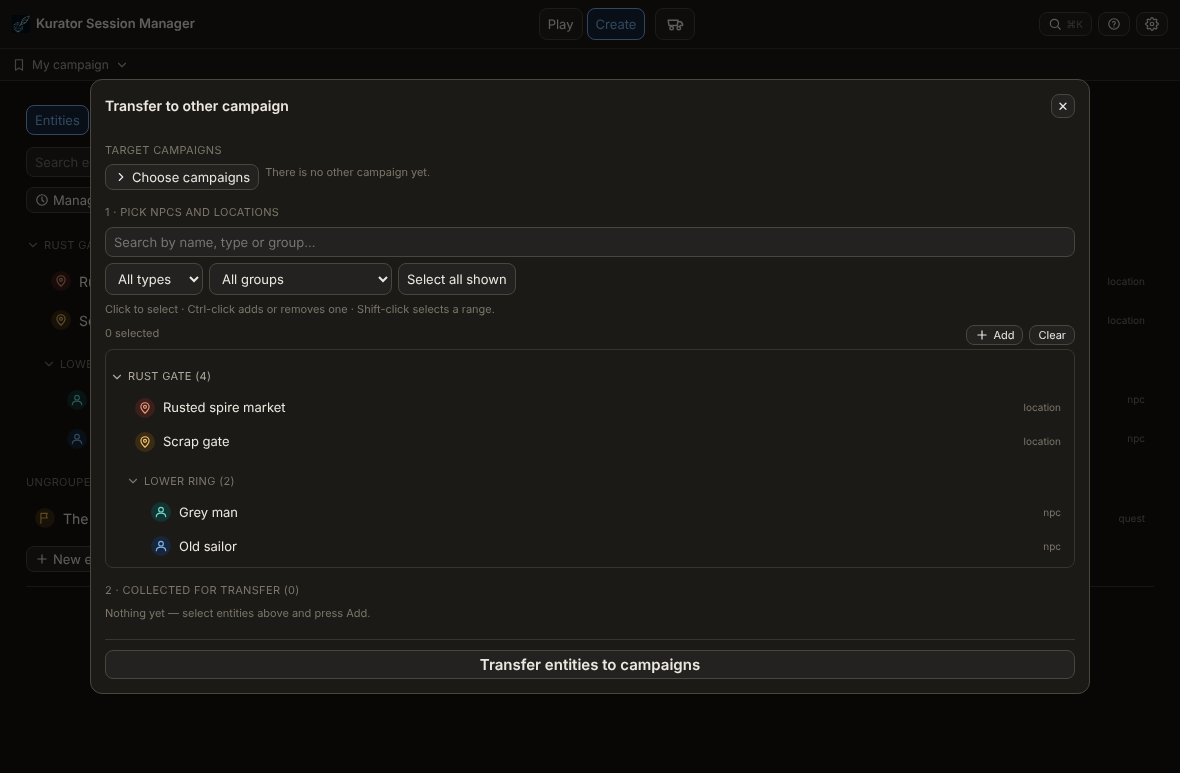 Kurator Session Manager
Play
Create
⌘K
My campaign
Transfer to other campaign
Entities
TARGET CAMPAIGNS
Choose campaigns
There is no other campaign yet.
1 · PICK NPCS AND LOCATIONS
Search by name, type or group...
All types
All groups
Select all shown
Click to select · Ctrl-click adds or removes one · Shift-click selects a range.
0 selected
Add
Clear
RUST GATE (4)
Rusted spire market
location
Scrap gate
location
LOWER RING (2)
Grey man
npc
Old sailor
npc
2 · COLLECTED FOR TRANSFER (0)
Nothing yet — select entities above and press Add.
Transfer entities to campaigns
Search
RUST
location
location
npc
npc
The
quest
New